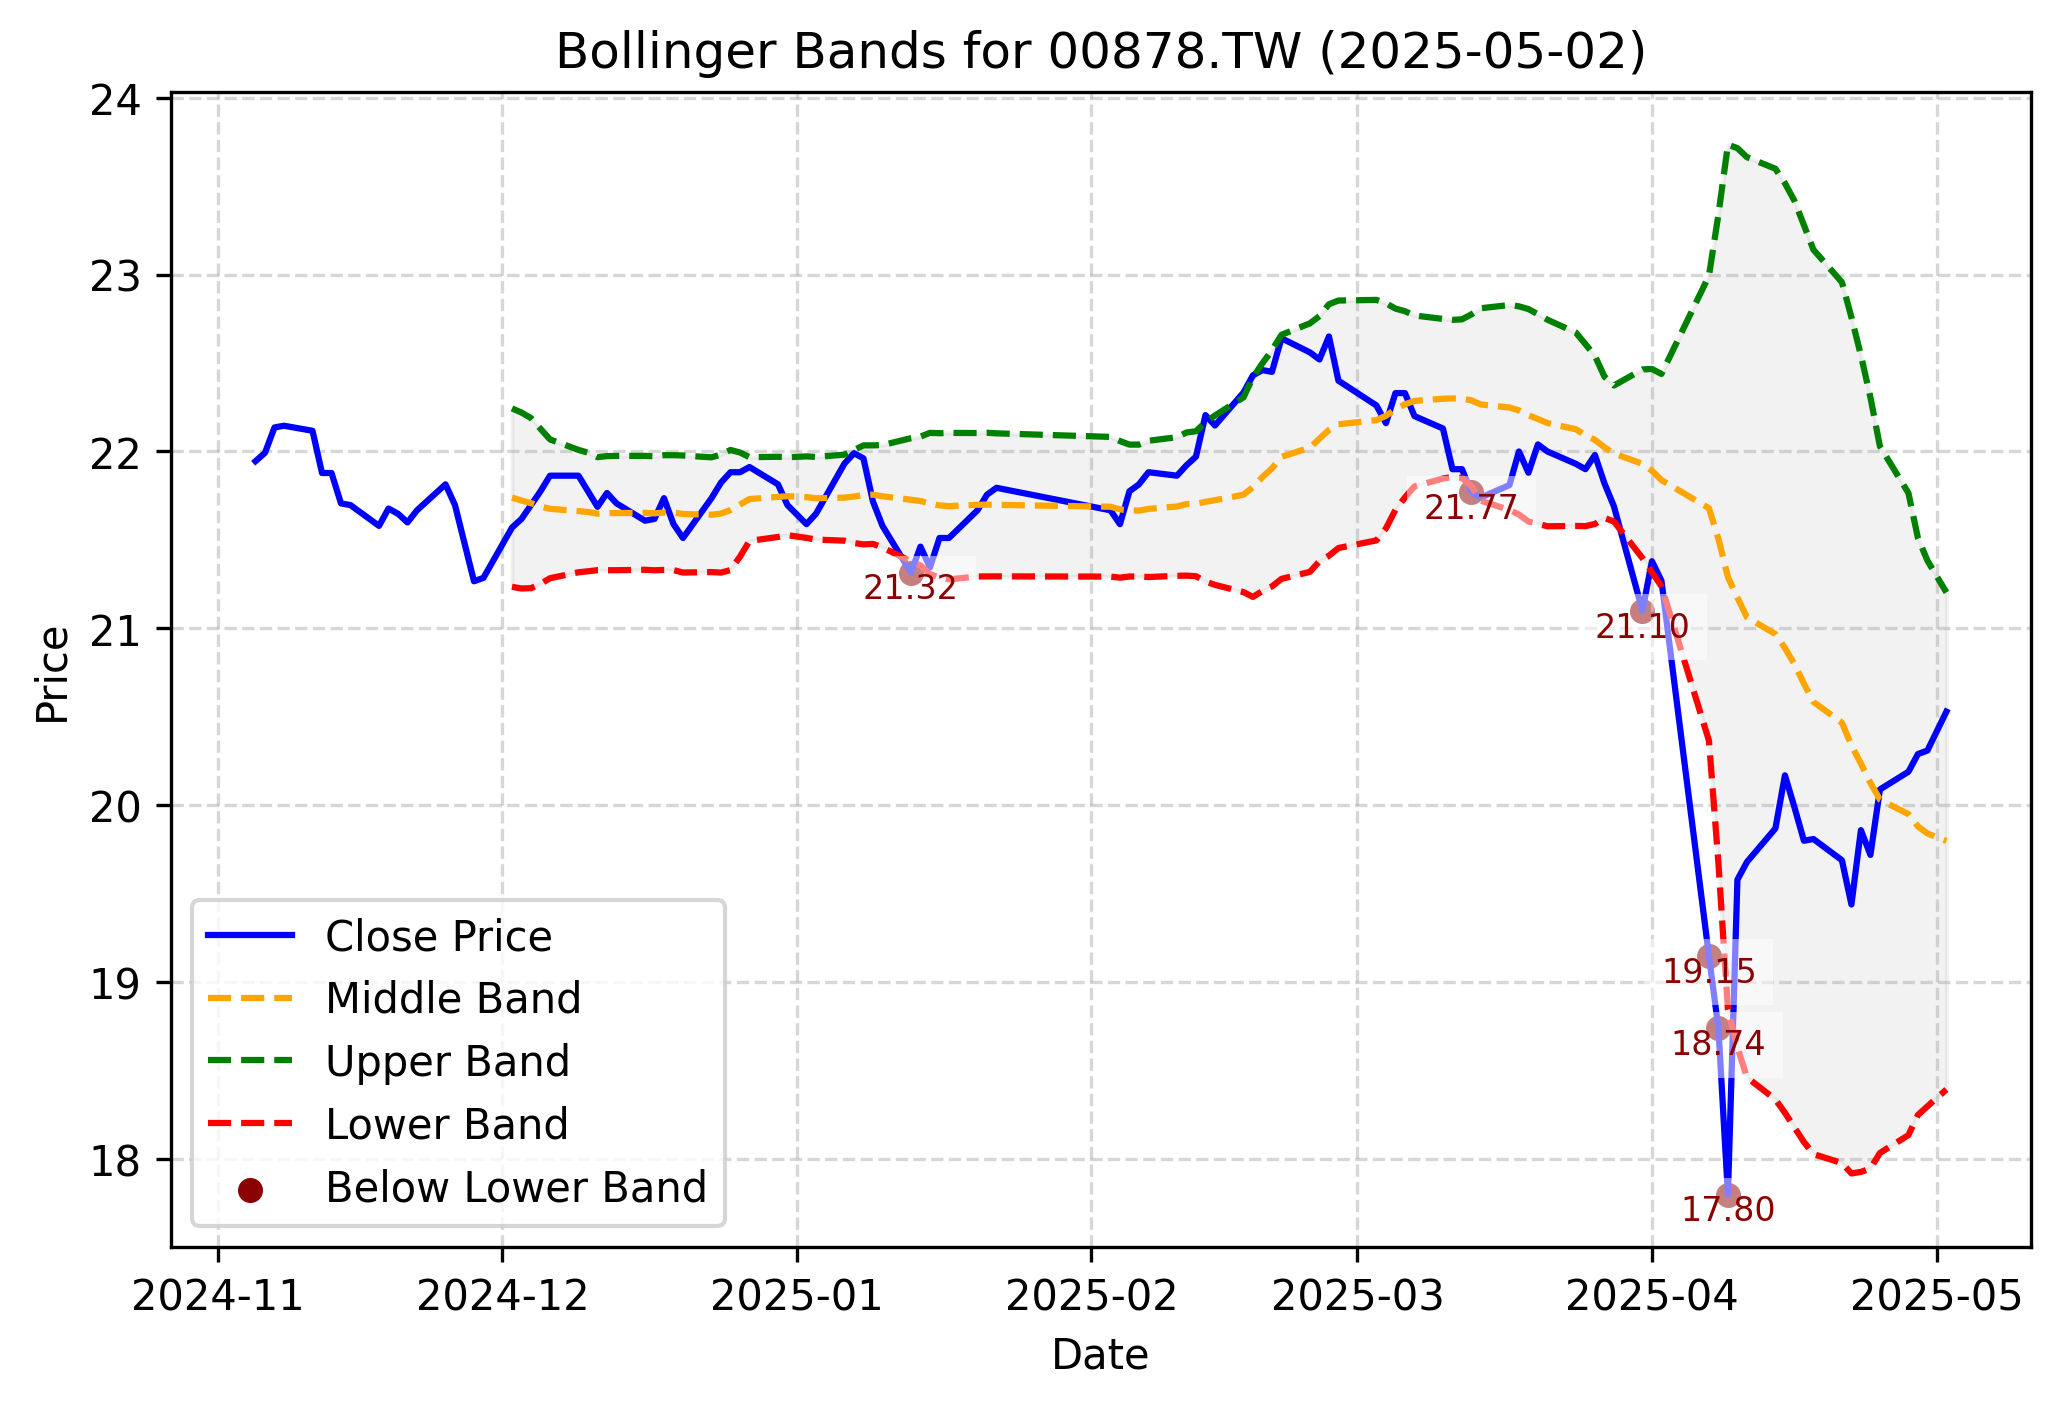 Bollinger Bands for 00878.TW (2025-05-02)
24
23
22
21
20
19
18
Price
21.32
21.77
21.10
19.15
18.74
17.80
Close Price
Middle Band
Upper Band
Lower Band
Below Lower Band
2024-11 2024-12 2025-01 2025-02 2025-03 2025-04 2025-05
Date